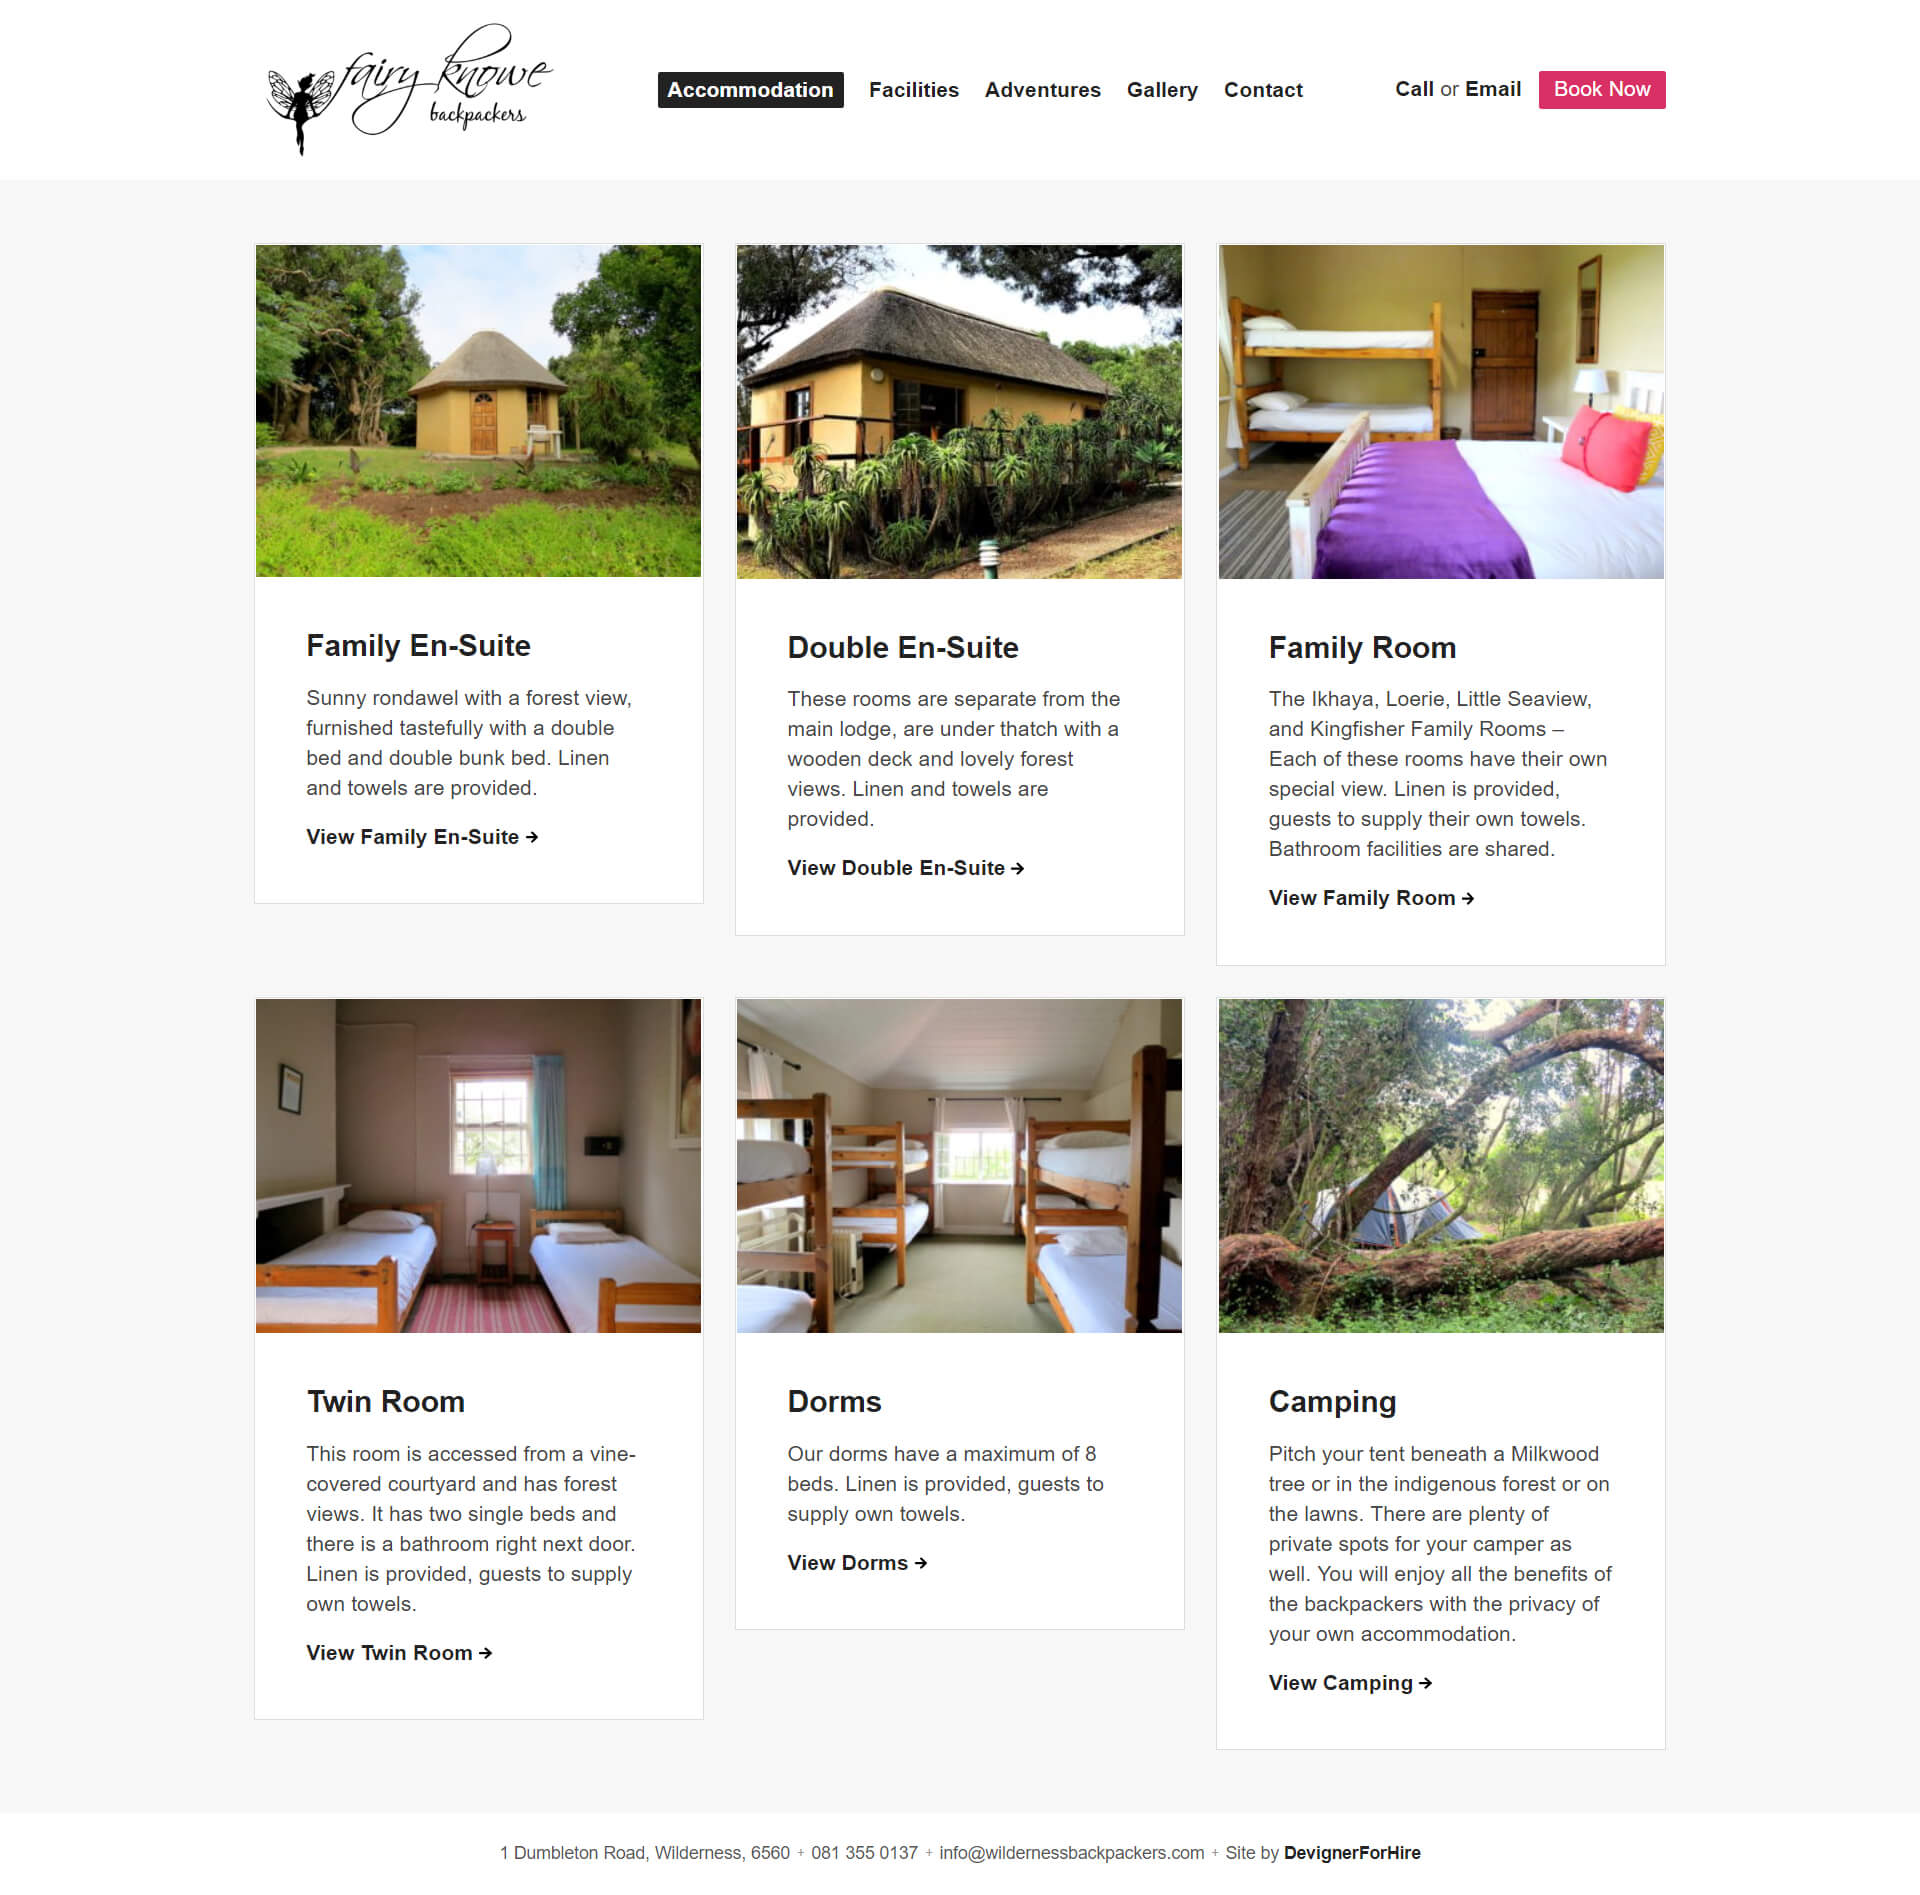 fairy knowe
backpackers
Accommodation Facilities Adventures Gallery Contact Call or Email Book Now
Family En-Suite
Sunny rondawel with a forest view,
furnished tastefully with a double
bed and double bunk bed. Linen
and towels are provided.
View Family En-Suite →
Double En-Suite
These rooms are separate from the
main lodge, are under thatch with a
wooden deck and lovely forest
views. Linen and towels are
provided.
View Double En-Suite →
Family Room
The Ikhaya, Loerie, Little Seaview,
and Kingfisher Family Rooms –
Each of these rooms have their own
special view. Linen is provided,
guests to supply their own towels.
Bathroom facilities are shared.
View Family Room →
Twin Room
This room is accessed from a vine-
covered courtyard and has forest
views. It has two single beds and
there is a bathroom right next door.
Linen is provided, guests to supply
own towels.
View Twin Room →
Dorms
Our dorms have a maximum of 8
beds. Linen is provided, guests to
supply own towels.
View Dorms →
Camping
Pitch your tent beneath a Milkwood
tree or in the indigenous forest or on
the lawns. There are plenty of
private spots for your camper as
well. You will enjoy all the benefits of
the backpackers with the privacy of
your own accommodation.
View Camping →
1 Dumbleton Road, Wilderness, 6560 + 081 355 0137 + info@wildernessbackpackers.com + Site by DevignerForHire